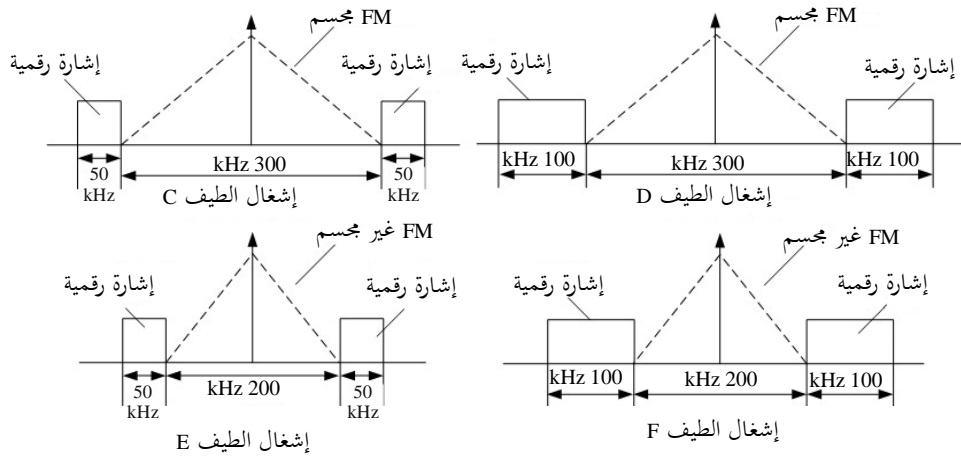 FM مجسم
إشارة رقمية
إشارة رقمية
50 kHz
kHz 300
50 kHz
إشغال الطيف C
FM مجسم
إشارة رقمية
إشارة رقمية
kHz 100
kHz 300
kHz 100
إشغال الطيف D
FM غير مجسم
إشارة رقمية
إشارة رقمية
50 kHz
kHz 200
50 kHz
إشغال الطيف E
FM غير مجسم
إشارة رقمية
إشارة رقمية
kHz 100
kHz 200
kHz 100
إشغال الطيف F